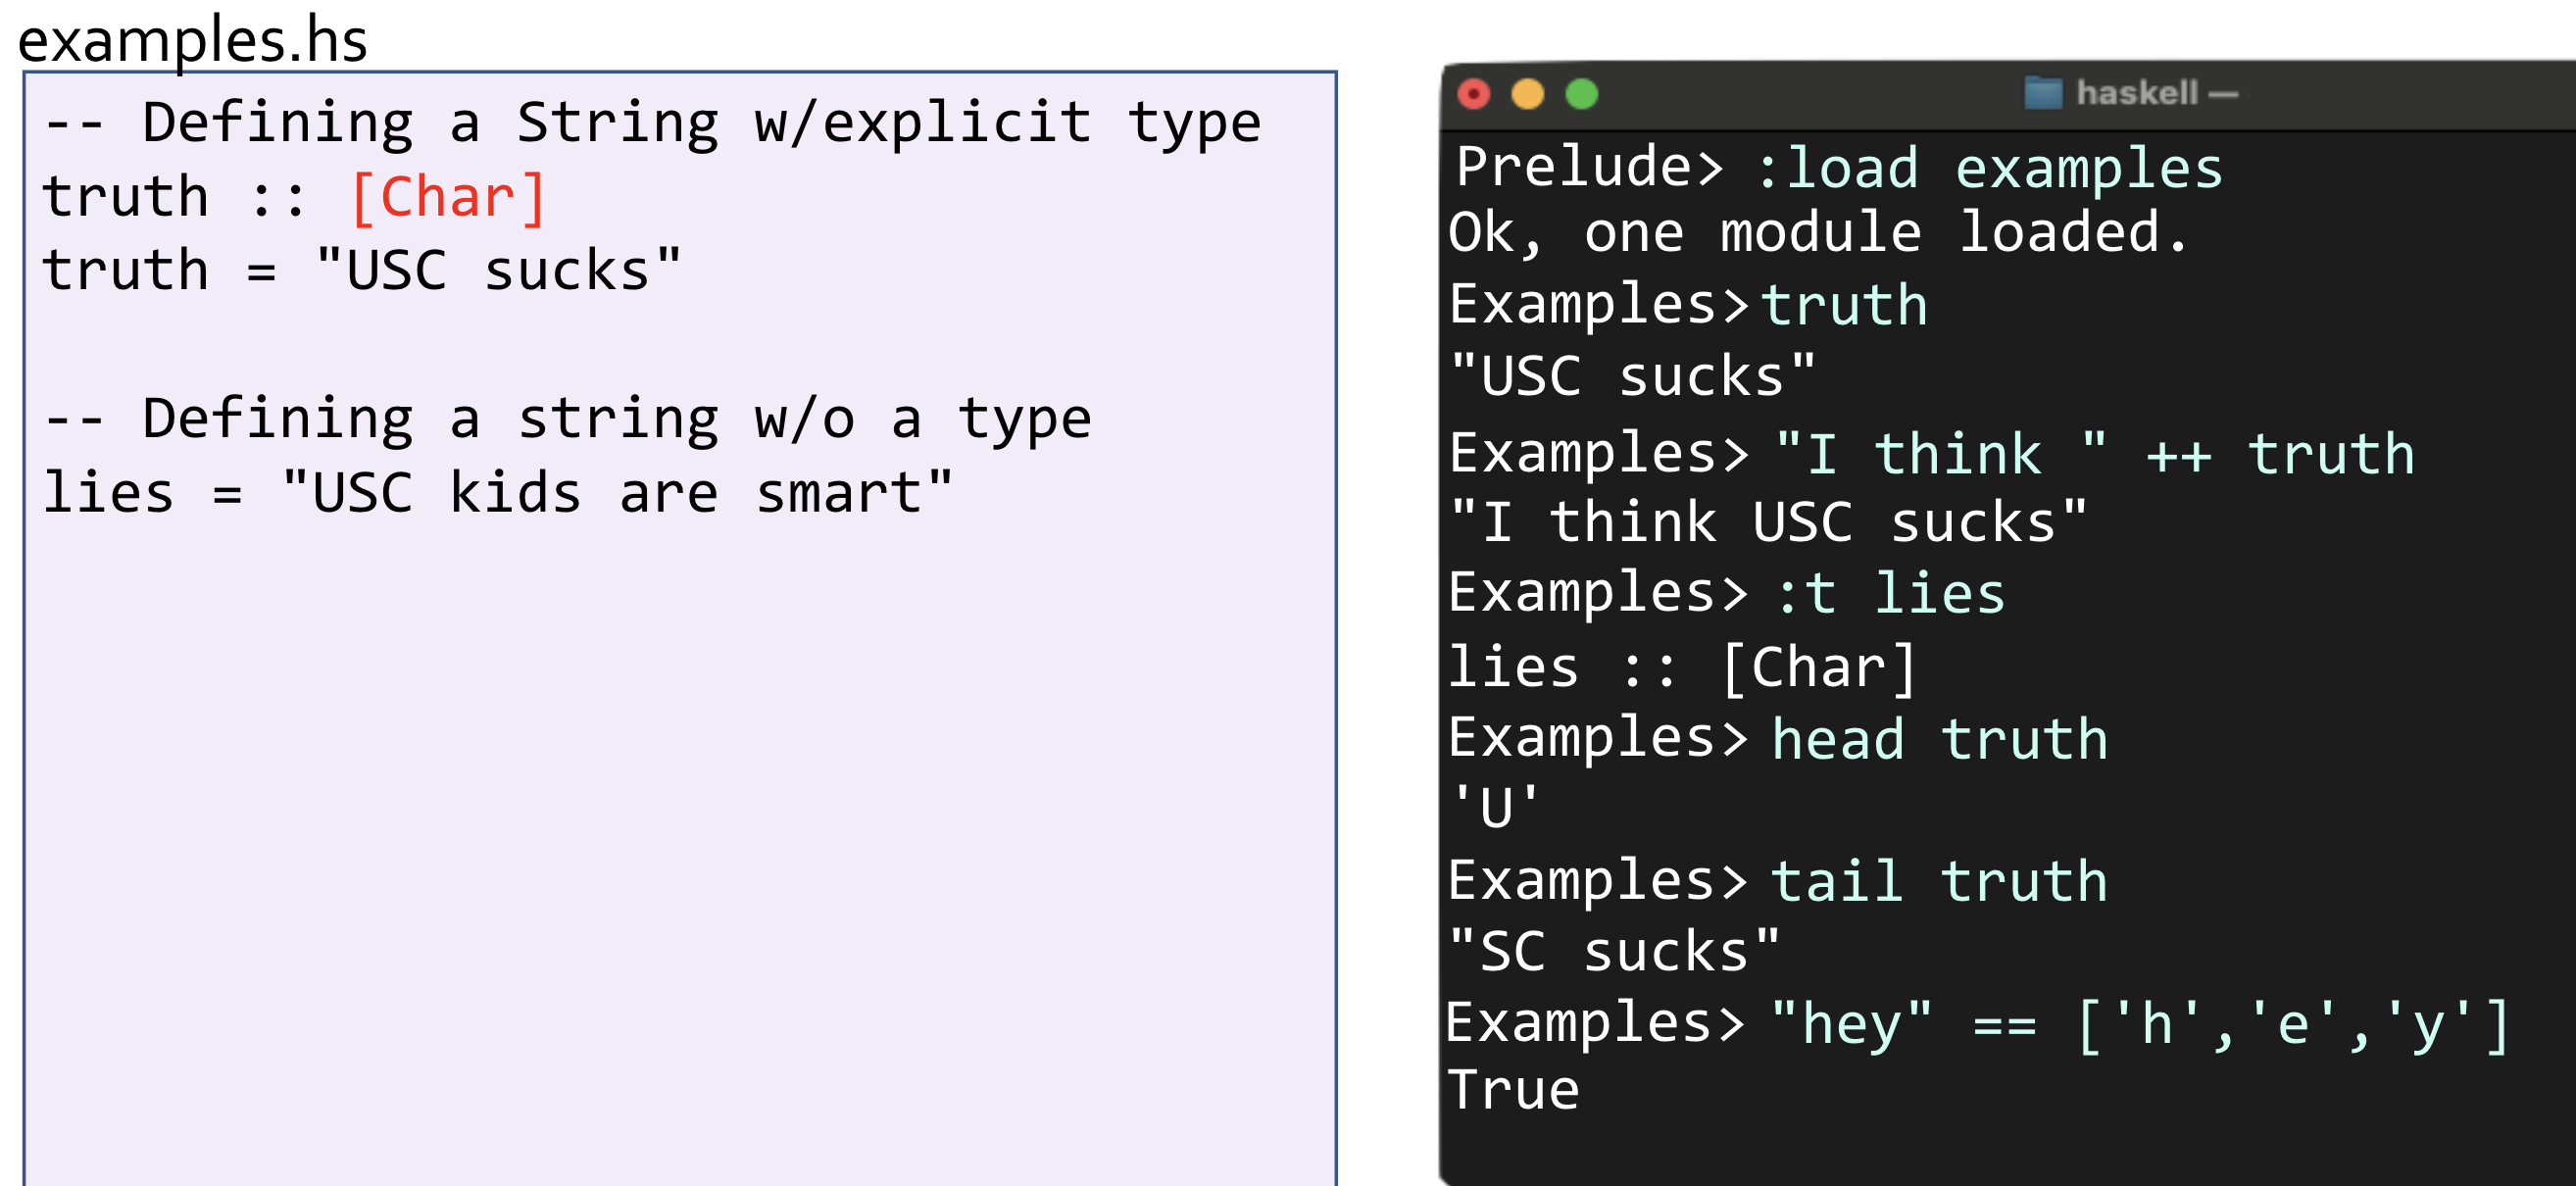 examples.hs
-- Defining a String w/explicit type
truth :: [Char]
truth = "USC sucks"
-- Defining a string w/o a type
lies = "USC kids are smart"
haskell —
Prelude> :load examples
Ok, one module loaded.
Examples> truth
"USC sucks"
Examples> "I think " ++ truth
"I think USC sucks"
Examples> :t lies
lies :: [Char]
Examples> head truth
'U'
Examples> tail truth
"SC sucks"
Examples> "hey" == ['h','e','y']
True